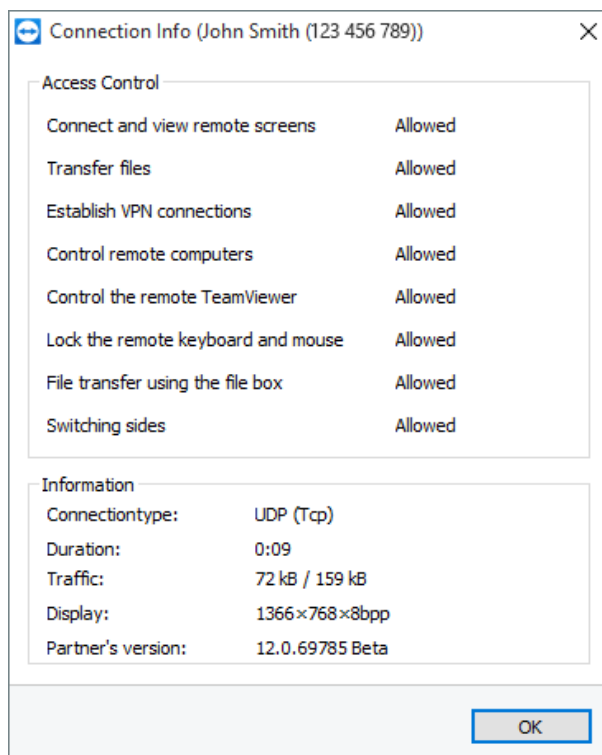 Connection Info (John Smith (123 456 789))
Access Control
Connect and view remote screens Allowed
Transfer files Allowed
Establish VPN connections Allowed
Control remote computers Allowed
Control the remote TeamViewer Allowed
Lock the remote keyboard and mouse Allowed
File transfer using the file box Allowed
Switching sides Allowed
Information
Connectiontype: UDP (Tcp)
Duration: 0:09
Traffic: 72 kB / 159 kB
Display: 1366×768×8bpp
Partner's version: 12.0.69785 Beta
OK